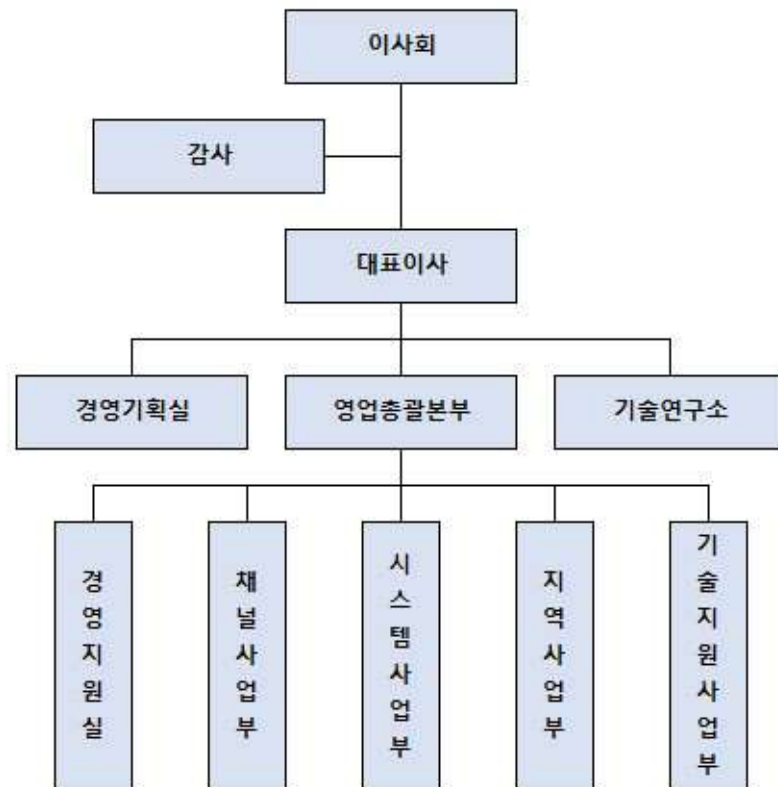 이사회
감사
대표이사
경영기획실
영업총괄본부
기술연구소
경영지원실
채널사업부
시스템사업부
지역사업부
기술지원사업부